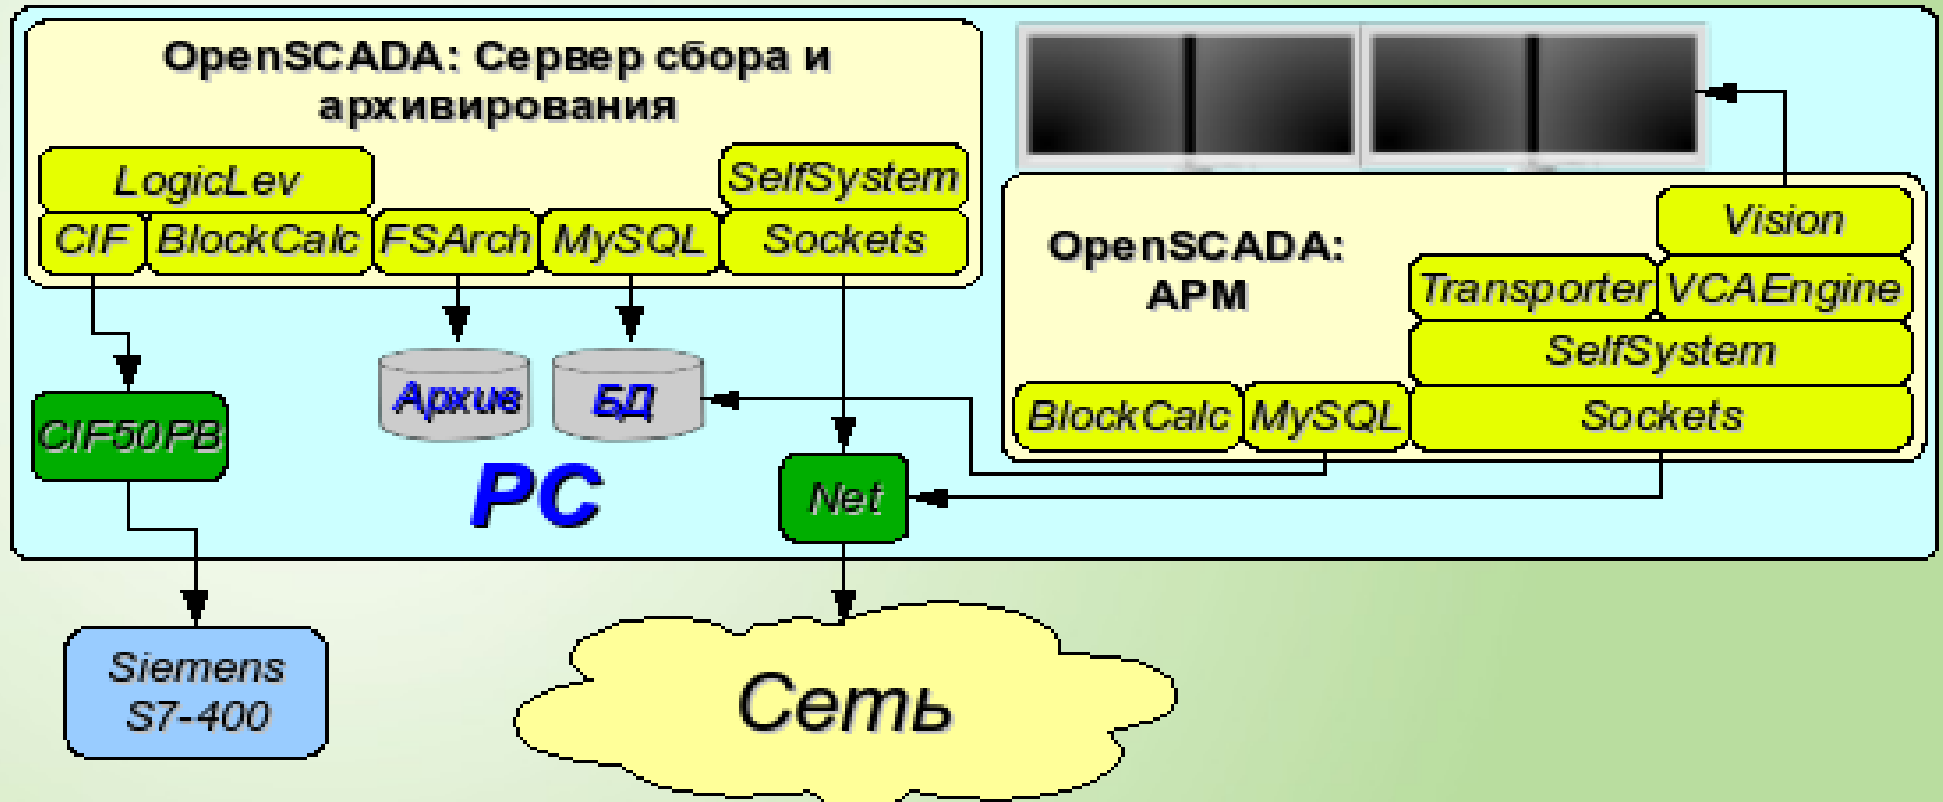 OpenSCADA: Сервер сбора и
архивирования
LogicLev
SelfSystem
CIF
BlockCalc
FSArch
MySQL
Sockets
Vision
OpenSCADA:
АРМ
Transporter
VCAEngine
SelfSystem
BlockCalc
MySQL
Sockets
Архив
БД
CIF50PB
PC
Net
Siemens
S7-400
Сеть